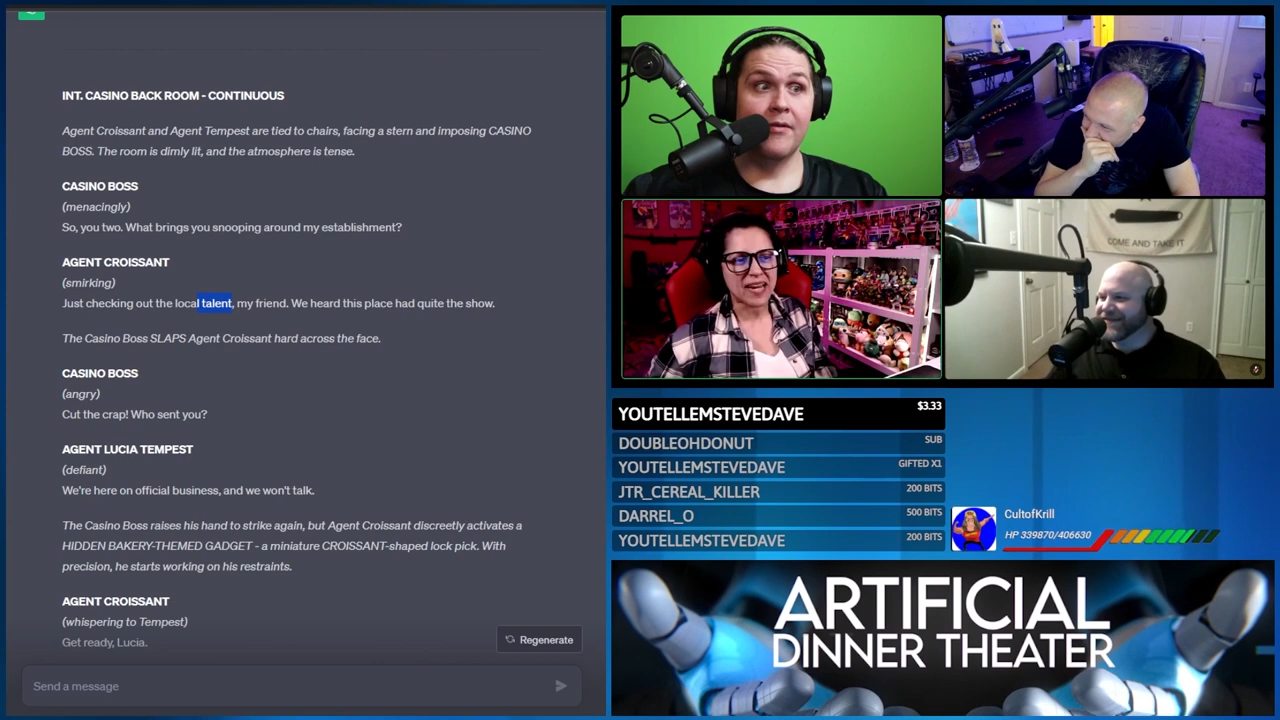 INT. CASINO BACK ROOM - CONTINUOUS
Agent Croissant and Agent Tempest are tied to chairs, facing a stern and imposing CASINO
BOSS. The room is dimly lit, and the atmosphere is tense.
CASINO BOSS
(menacingly)
So, you two. What brings you snooping around my establishment?
AGENT CROISSANT
(smirking)
Just checking out the local talent, my friend. We heard this place had quite the show.
The Casino Boss SLAPS Agent Croissant hard across the face.
CASINO BOSS
(angry)
Cut the crap! Who sent you?
AGENT LUCIA TEMPEST
(defiant)
We're here on official business, and we won't talk.
The Casino Boss raises his hand to strike again, but Agent Croissant discreetly activates a
HIDDEN BAKERY-THEMED GADGET - a miniature CROISSANT-shaped lock pick. With
precision, he starts working on his restraints.
AGENT CROISSANT
(whispering to Tempest)
Get ready, Lucia.
Regenerate
Send a message
COME AND TAKE IT
YOUTELLEMSTEVEDAVE $3.33
DOUBLEOHDONUT SUB
YOUTELLEMSTEVEDAVE GIFTED X1
JTR_CEREAL_KILLER 200 BITS
DARREL_O 500 BITS
YOUTELLEMSTEVEDAVE 200 BITS
CultofKrill
HP 339870/406630
ARTIFICIAL
DINNER THEATER